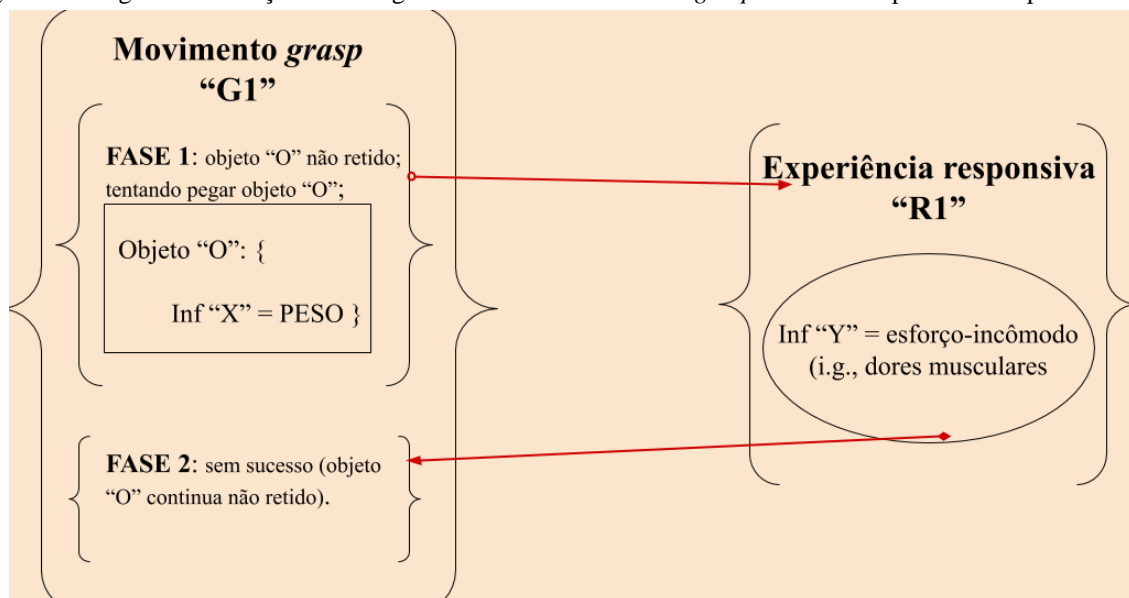 Movimento grasp
“G1”
FASE 1: objeto “O” não retido;
tentando pegar objeto “O”;
Objeto “O”: {
Inf “X” = PESO }
FASE 2: sem sucesso (objeto
“O” continua não retido).
Experiência responsiva
“R1”
Inf “Y” = esforço-incômodo
(i.g., dores musculares